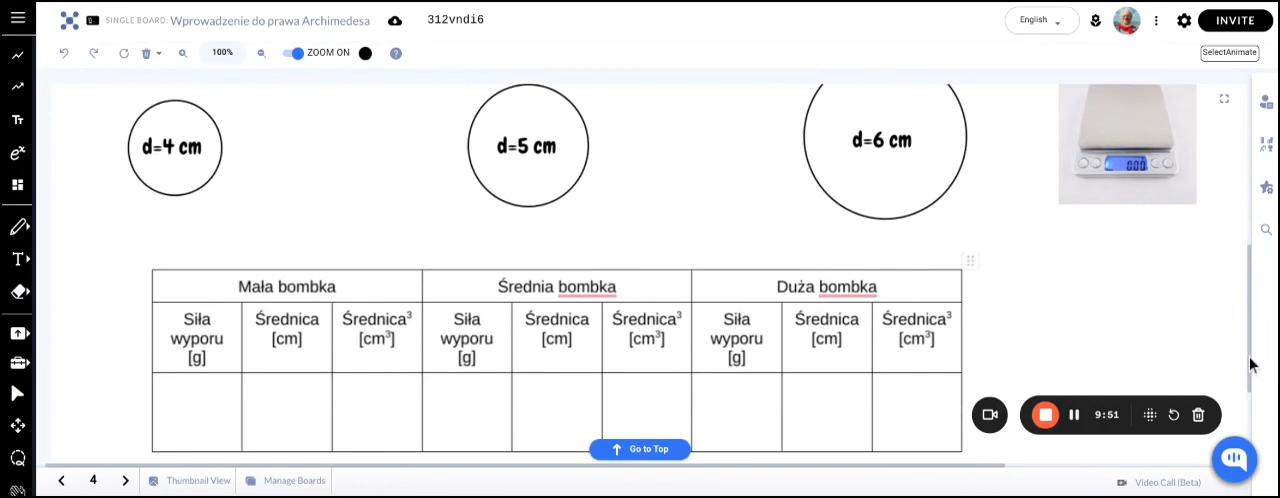 SINGLE BOARD: Wprowadzenie do prawa Archimedesa
312vndi6
English
INVITE
100%
ZOOM ON
SelectAnimate
d=4 cm
d=5 cm
d=6 cm
0.00
Mała bombka
Średnia bombka
Duża bombka
Siła wyporu [g]
Średnica [cm]
Średnica³ [cm³]
Siła wyporu [g]
Średnica [cm]
Średnica³ [cm³]
Siła wyporu [g]
Średnica [cm]
Średnica³ [cm³]
9:51
Go to Top
4
Thumbnail View
Manage Boards
Video Call (Beta)